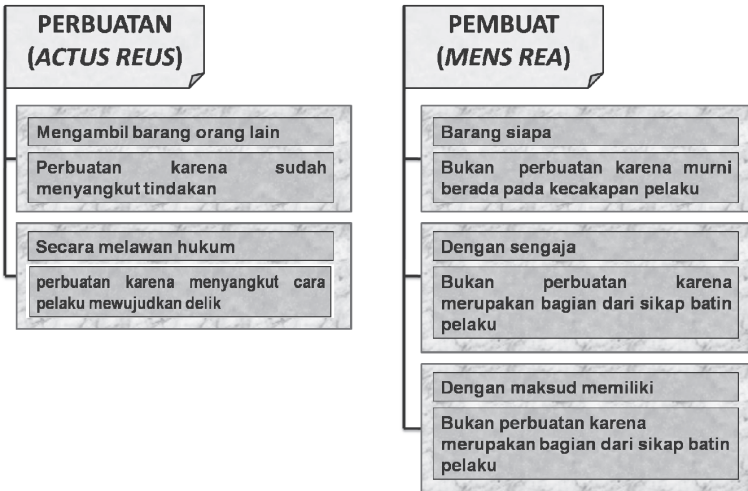 PERBUATAN
(ACTUS REUS)
Mengambil barang orang lain
Perbuatan karena sudah
menyangkut tindakan
Secara melawan hukum
perbuatan karena menyangkut cara
pelaku mewujudkan delik
PEMBUAT
(MENS REA)
Barang siapa
Bukan perbuatan karena murni
berada pada kecakapan pelaku
Dengan sengaja
Bukan perbuatan karena
merupakan bagian dari sikap batin
pelaku
Dengan maksud memiliki
Bukan perbuatan karena
merupakan bagian dari sikap batin
pelaku